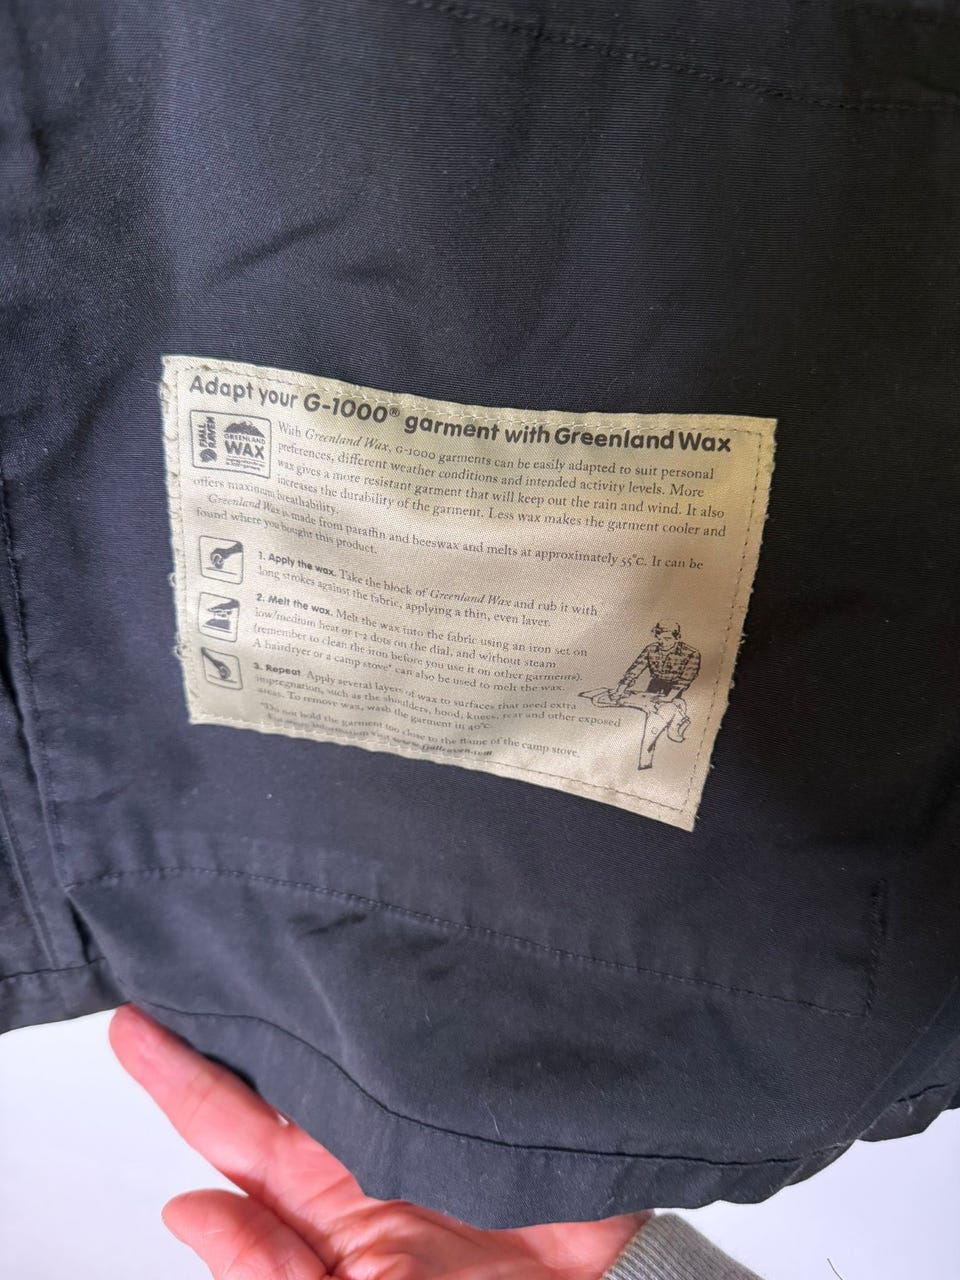 Adapt your G-1000® garment with Greenland Wax
FJÄLL
RÄVEN
GREENLAND
WAX
With Greenland Wax, G-1000 garments can be easily adapted to suit personal
preferences, different weather conditions and intended activity levels. More
wax gives a more resistant garment that will keep out the rain and wind. It also
increases the durability of the garment. Less wax makes the garment cooler and
offers maximum breathability.
Greenland Wax is made from paraffin and beeswax and melts at approximately 55°C. It can be
found where you bought this product.
1. Apply the wax. Take the block of Greenland Wax and rub it with
long strokes against the fabric, applying a thin, even layer.
2. Melt the wax. Melt the wax into the fabric using an iron set on
low/medium heat or 1-2 dots on the dial, and without steam
(remember to clean the iron before you use it on other garments).
A hairdryer or a camp stove* can also be used to melt the wax.
3. Repeat. Apply several layers of wax to surfaces that need extra
impregnation, such as the shoulders, hood, knees, rear and other exposed
areas. To remove wax, wash the garment in 40°C.
*Do not hold the garment too close to the flame of the camp stove.
For more information visit www.fjallraven.com